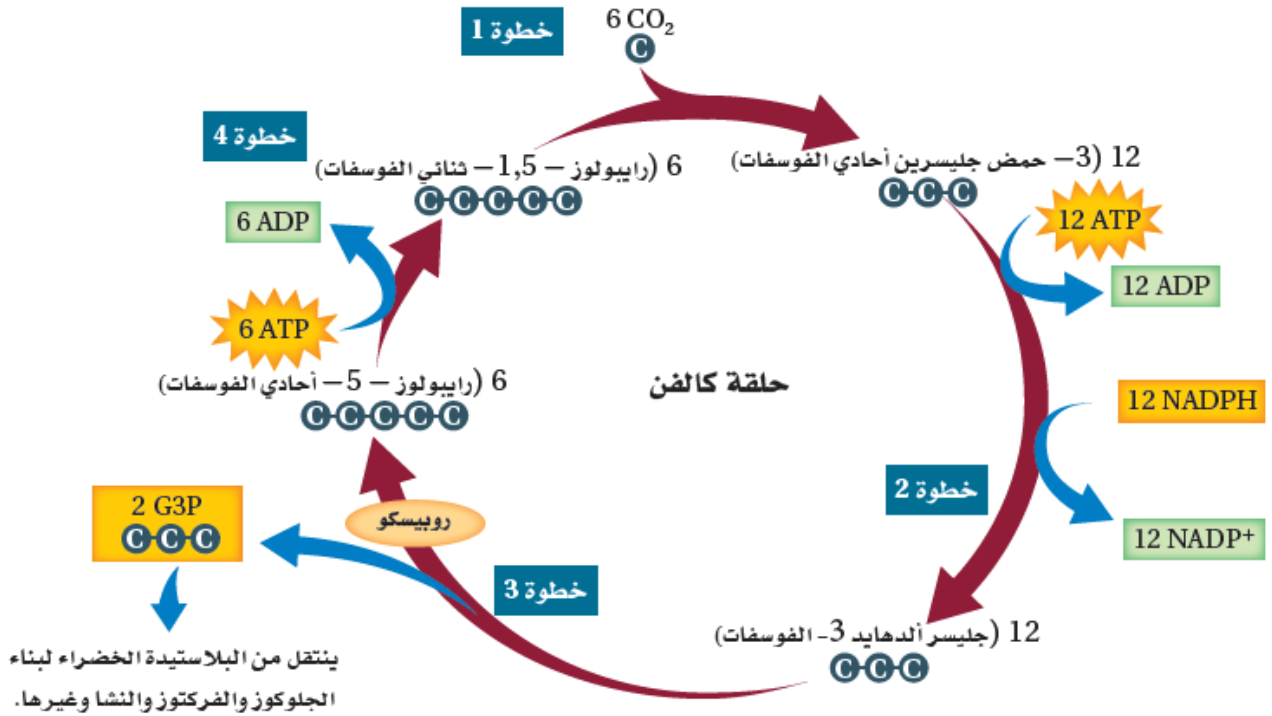 خطوة 1
6 CO₂
C
12 (3– حمض جليسرين أحادي الفوسفات)
C-C-C
12 ATP
12 ADP
12 NADPH
12 NADP⁺
خطوة 2
12 (جليسر ألدهايد 3- الفوسفات)
C-C-C
خطوة 3
روبيسكو
2 G3P
C-C-C
ينتقل من البلاستيدة الخضراء لبناء
الجلوكوز والفركتوز والنشا وغيرها.
6 (رايبولوز – 5– أحادي الفوسفات)
C-C-C-C-C
6 ATP
6 ADP
خطوة 4
6 (رايبولوز – 1,5– ثنائي الفوسفات)
C-C-C-C-C
حلقة كالفن